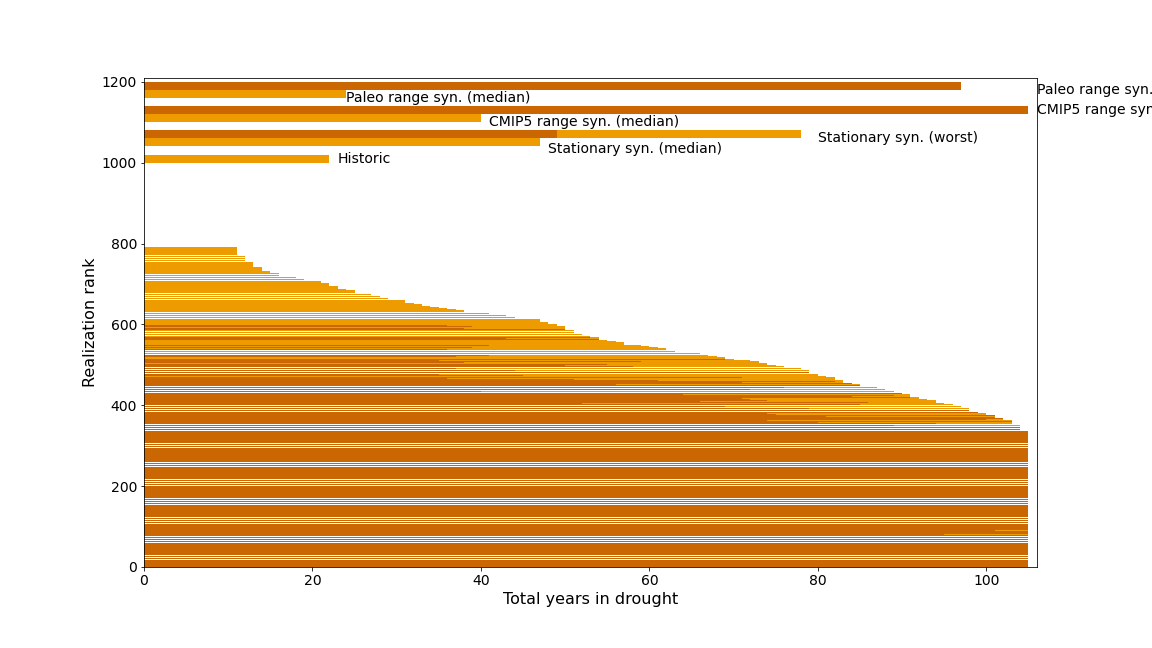 1200
Paleo range syn.
Paleo range syn. (median)
CMIP5 range syn
CMIP5 range syn. (median)
Stationary syn. (worst)
Stationary syn. (median)
1000
Historic
800
600
Realization rank
400
200
0
0 20 40 60 80 100
Total years in drought